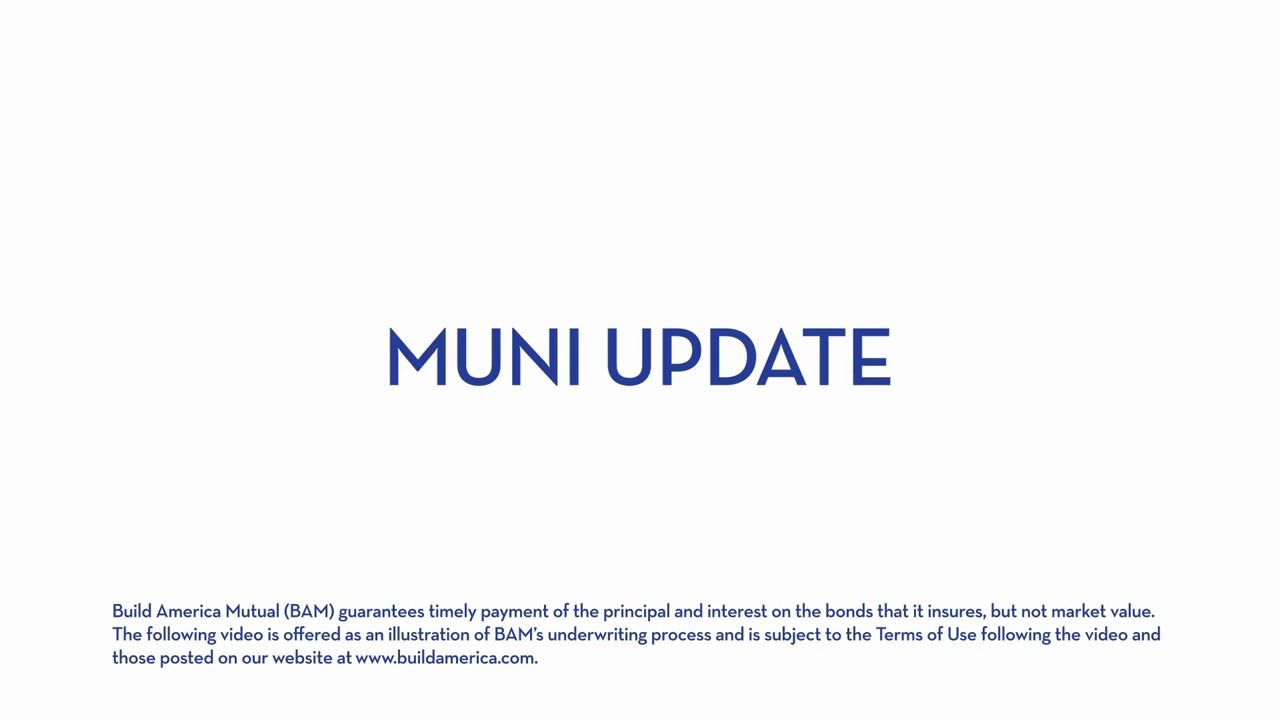 MUNI UPDATE
Build America Mutual (BAM) guarantees timely payment of the principal and interest on the bonds that it insures, but not market value.
The following video is offered as an illustration of BAM's underwriting process and is subject to the Terms of Use following the video and
those posted on our website at www.buildamerica.com.